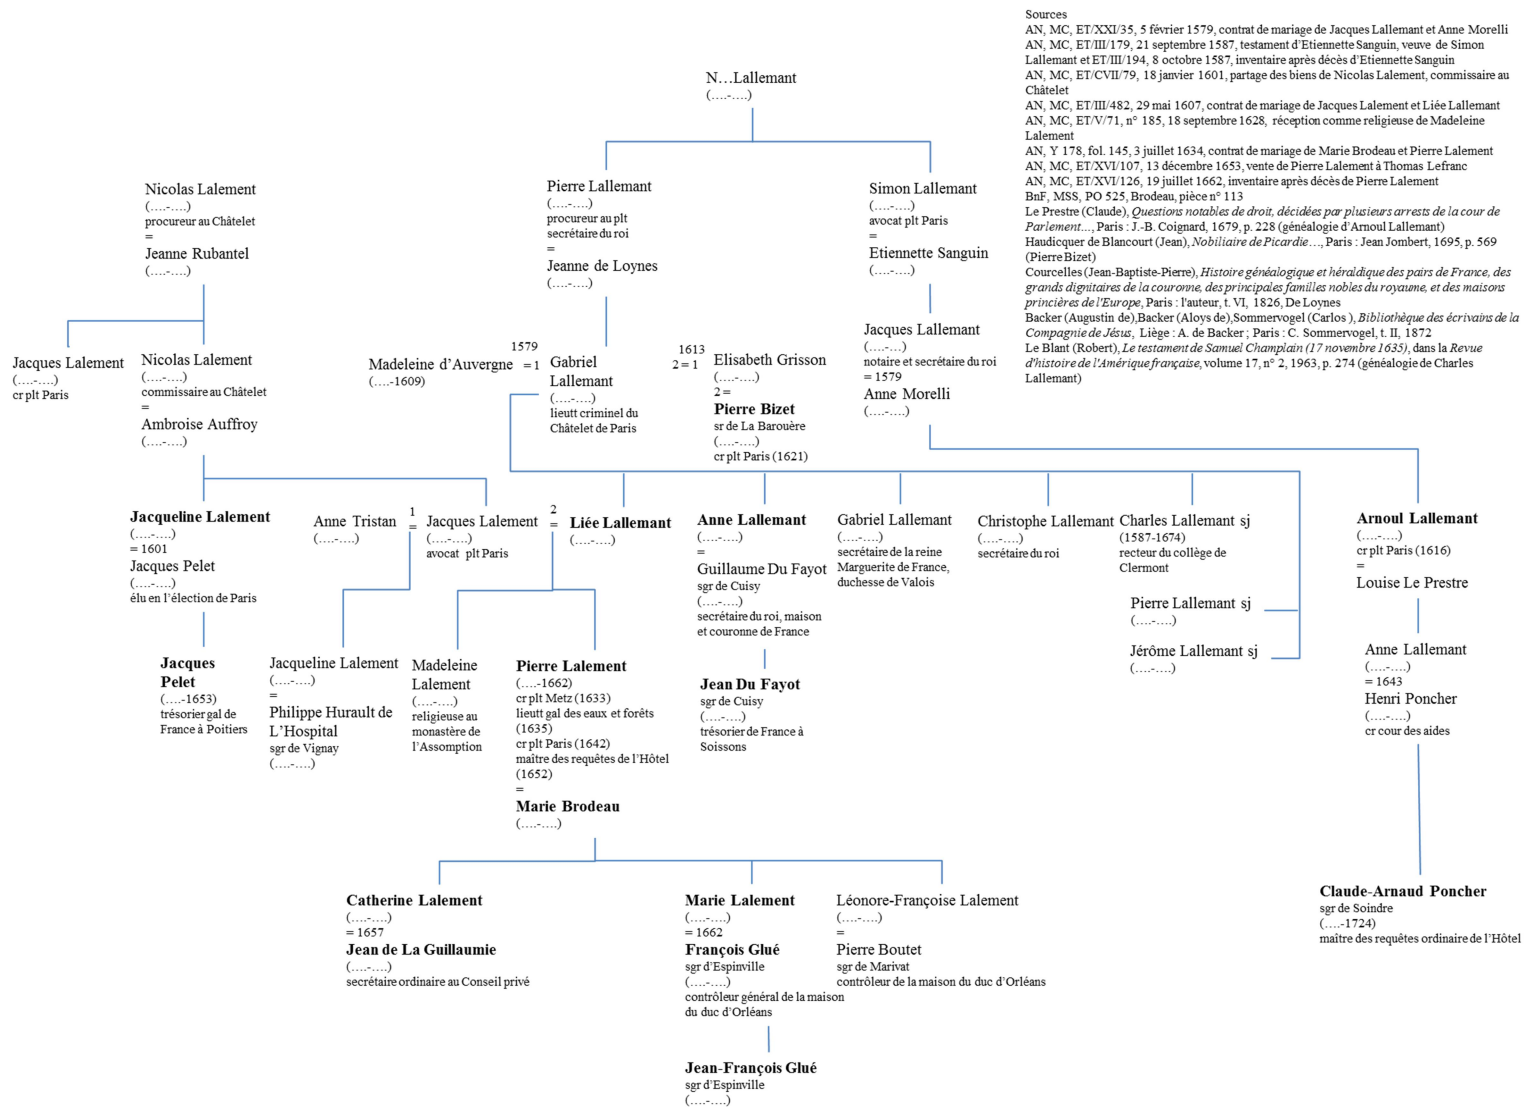 Sources
AN, MC, ET/XXI/35, 5 février 1579, contrat de mariage de Jacques Lallemant et Anne Morelli
AN, MC, ET/III/179, 21 septembre 1587, testament d’Etiennette Sanguin, veuve de Simon
Lallemant et ET/III/194, 8 octobre 1587, inventaire après décès d’Etiennette Sanguin
AN, MC, ET/CVII/79, 18 janvier 1601, partage des biens de Nicolas Lalement, commissaire au
Châtelet
AN, MC, ET/III/482, 29 mai 1607, contrat de mariage de Jacques Lalement et Liée Lallemant
AN, MC, ET/V/71, n° 185, 18 septembre 1628, réception comme religieuse de Madeleine
Lalement
AN, Y 178, fol. 145, 3 juillet 1634, contrat de mariage de Marie Brodeau et Pierre Lalement
AN, MC, ET/XVI/107, 13 décembre 1653, vente de Pierre Lalement à Thomas Lefranc
AN, MC, ET/XVI/126, 19 juillet 1662, inventaire après décès de Pierre Lalement
BnF, MSS, PO 525, Brodeau, pièce n° 113
Le Prestre (Claude), Questions notables de droit, décidées par plusieurs arrests de la cour de
Parlement…, Paris : J.-B. Coignard, 1679, p. 228 (généalogie d’Arnoul Lallemant)
Haudicquer de Blancourt (Jean), Nobiliaire de Picardie…, Paris : Jean Jombert, 1695, p. 569
(Pierre Bizet)
Courcelles (Jean-Baptiste-Pierre), Histoire généalogique et héraldique des pairs de France, des
grands dignitaires de la couronne, des principales familles nobles du royaume, et des maisons
princières de l'Europe, Paris : l'auteur, t. VI, 1826, De Loynes
Backer (Augustin de),Backer (Aloys de),Sommervogel (Carlos ), Bibliothèque des écrivains de la
Compagnie de Jésus, Liège : A. de Backer ; Paris : C. Sommervogel, t. II, 1872
Le Blant (Robert), Le testament de Samuel Champlain (17 novembre 1635), dans la Revue
d'histoire de l'Amérique française, volume 17, n° 2, 1963, p. 274 (généalogie de Charles
Lallemant)
N…Lallemant
(….-….)
Nicolas Lalement
(….-….)
procureur au Châtelet
=
Jeanne Rubantel
(….-….)
Pierre Lallemant
(….-….)
procureur au plt
secrétaire du roi
=
Jeanne de Loynes
(….-….)
Simon Lallemant
(….-….)
avocat plt Paris
=
Etiennette Sanguin
(….-….)
Jacques Lalement
(….-….)
cr plt Paris
Nicolas Lalement
(….-….)
commissaire au Châtelet
=
Ambroise Auffroy
(….-….)
Madeleine d’Auvergne
(….-1609)
1579
= 1
Gabriel
Lallemant
(….-….)
lieutt criminel du
Châtelet de Paris
1613
2 = 1
Elisabeth Grisson
(….-….)
2 =
Pierre Bizet
sr de La Barouère
(….-….)
cr plt Paris (1621)
Jacques Lallemant
(….-…)
notaire et secrétaire du roi
= 1579
Anne Morelli
(….-….)
Jacqueline Lalement
(….-….)
= 1601
Jacques Pelet
(….-….)
élu en l’élection de Paris
Anne Tristan
(….-….)
1
=
Jacques Lalement
(….-….)
avocat plt Paris
2
=
Liée Lallemant
(….-….)
Anne Lallemant
(….-….)
=
Guillaume Du Fayot
sgr de Cuisy
(….-….)
secrétaire du roi, maison
et couronne de France
Gabriel Lallemant
(….-….)
secrétaire de la reine
Marguerite de France,
duchesse de Valois
Christophe Lallemant
(….-….)
secrétaire du roi
Charles Lallemant sj
(1587-1674)
recteur du collège de
Clermont
Pierre Lallemant sj
(….-….)
Jérôme Lallemant sj
(….-….)
Arnoul Lallemant
(….-….)
cr plt Paris (1616)
=
Louise Le Prestre
Jacques
Pelet
(….-1653)
trésorier gal de
France à Poitiers
Jacqueline Lalement
(….-….)
=
Philippe Hurault de
L’Hospital
sgr de Vignay
(….-….)
Madeleine
Lalement
(….-….)
religieuse au
monastère de
l’Assomption
Pierre Lalement
(….-1662)
cr plt Metz (1633)
lieutt gal des eaux et forêts
(1635)
cr plt Paris (1642)
maître des requêtes de l’Hôtel
(1652)
=
Marie Brodeau
(….-….)
Jean Du Fayot
sgr de Cuisy
(….-….)
trésorier de France à
Soissons
Anne Lallemant
(….-….)
= 1643
Henri Poncher
(….-….)
cr cour des aides
Catherine Lalement
(….-….)
= 1657
Jean de La Guillaumie
(….-….)
secrétaire ordinaire au Conseil privé
Marie Lalement
(….-….)
= 1662
François Glué
sgr d’Espinville
(….-….)
contrôleur général de la maison
du duc d’Orléans
Léonore-Françoise Lalement
(….-….)
=
Pierre Boutet
sgr de Marivat
contrôleur de la maison du duc d’Orléans
Claude-Arnaud Poncher
sgr de Soindre
(….-1724)
maître des requêtes ordinaire de l’Hôtel
Jean-François Glué
sgr d’Espinville
(….-….)